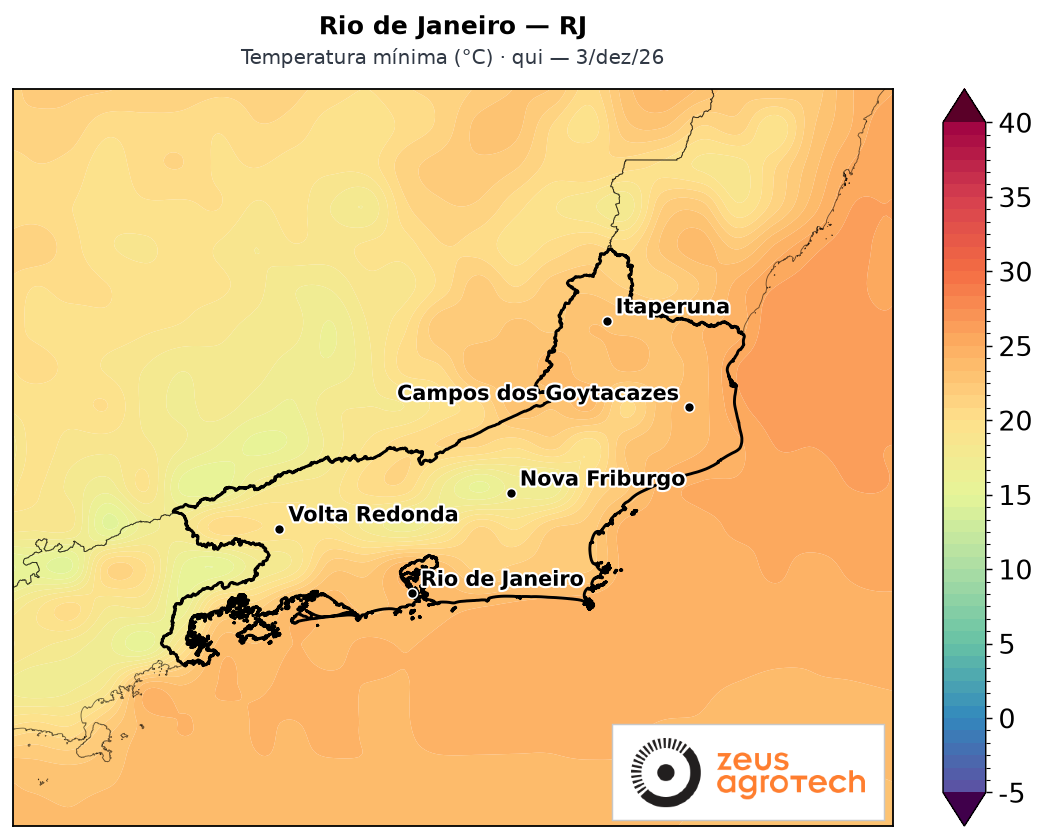 Rio de Janeiro — RJ
Temperatura mínima (°C) · qui — 3/dez/26
Itaperuna
Campos dos Goytacazes
Nova Friburgo
Volta Redonda
Rio de Janeiro
40
35
30
25
20
15
10
5
0
-5
zeus
agrotech